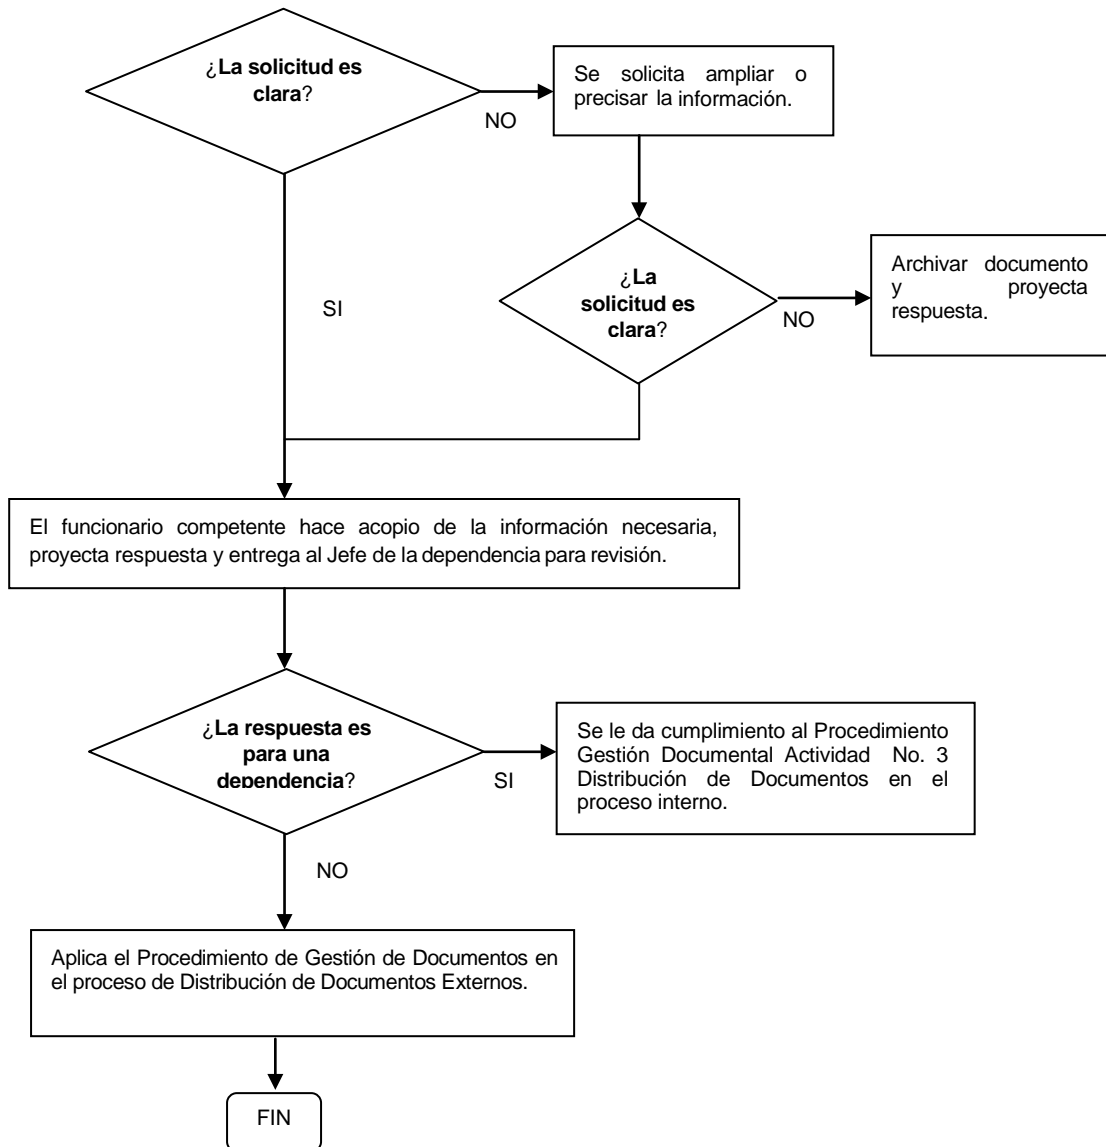 ¿La solicitud es
clara?
NO
Se solicita ampliar o
precisar la información.
SI
¿La
solicitud es
clara?
NO
Archivar documento
y proyecta
respuesta.
El funcionario competente hace acopio de la información necesaria,
proyecta respuesta y entrega al Jefe de la dependencia para revisión.
¿La respuesta es
para una
dependencia?
SI
Se le da cumplimiento al Procedimiento
Gestión Documental Actividad No. 3
Distribución de Documentos en el
proceso interno.
NO
Aplica el Procedimiento de Gestión de Documentos en
el proceso de Distribución de Documentos Externos.
FIN